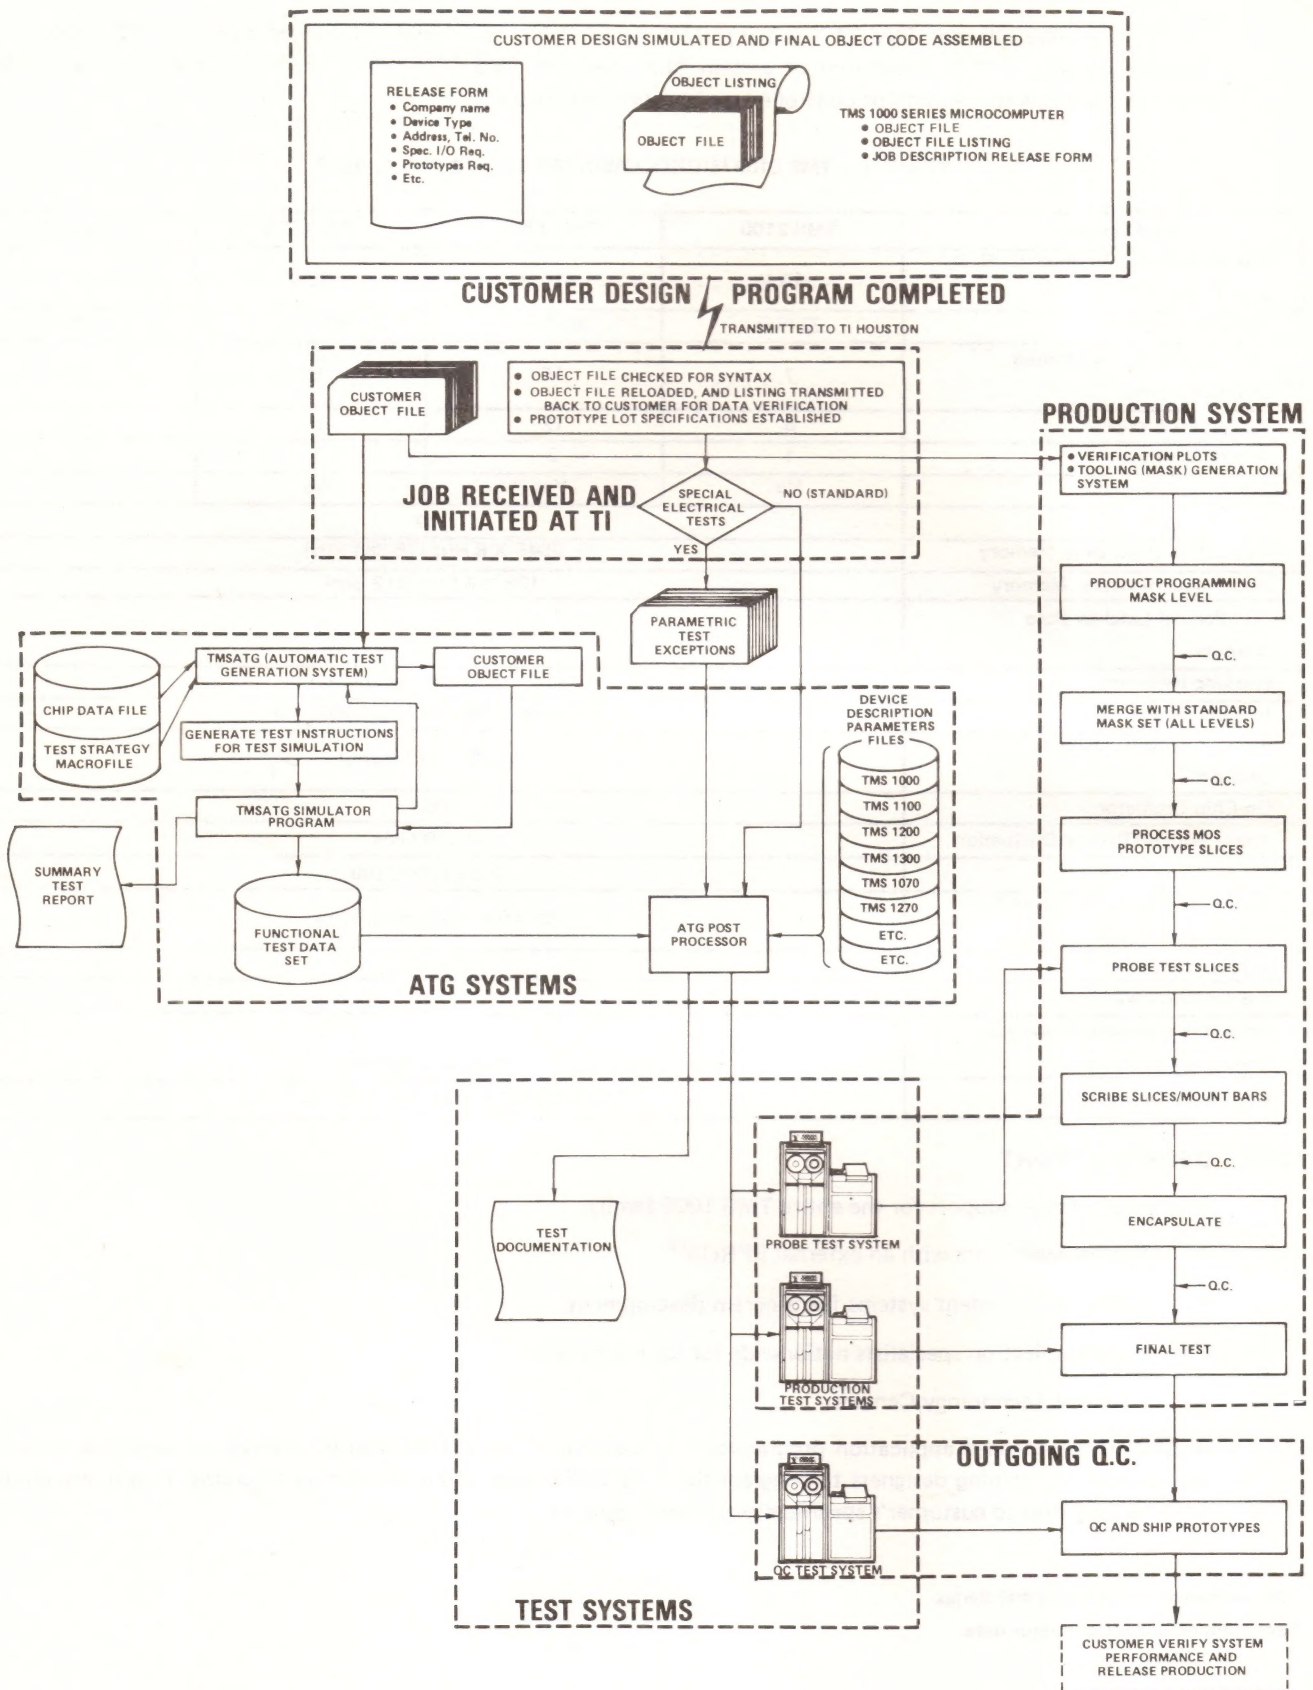 CUSTOMER DESIGN SIMULATED AND FINAL OBJECT CODE ASSEMBLED
RELEASE FORM
• Company name
• Device Type
• Address, Tel. No.
• Spec. I/O Req.
• Prototypes Req.
• Etc.
OBJECT LISTING
OBJECT FILE
TMS 1000 SERIES MICROCOMPUTER
• OBJECT FILE
• OBJECT FILE LISTING
• JOB DESCRIPTION RELEASE FORM
CUSTOMER DESIGN PROGRAM COMPLETED
TRANSMITTED TO TI HOUSTON
CUSTOMER
OBJECT FILE
• OBJECT FILE CHECKED FOR SYNTAX
• OBJECT FILE RELOADED, AND LISTING TRANSMITTED
BACK TO CUSTOMER FOR DATA VERIFICATION
• PROTOTYPE LOT SPECIFICATIONS ESTABLISHED
JOB RECEIVED AND
INITIATED AT TI
SPECIAL
ELECTRICAL
TESTS
NO (STANDARD)
YES
PARAMETRIC
TEST
EXCEPTIONS
PRODUCTION SYSTEM
• VERIFICATION PLOTS
• TOOLING (MASK) GENERATION
SYSTEM
PRODUCT PROGRAMMING
MASK LEVEL
Q.C.
MERGE WITH STANDARD
MASK SET (ALL LEVELS)
Q.C.
PROCESS MOS
PROTOTYPE SLICES
Q.C.
PROBE TEST SLICES
Q.C.
SCRIBE SLICES/MOUNT BARS
Q.C.
ENCAPSULATE
Q.C.
FINAL TEST
CHIP DATA FILE
TEST STRATEGY
MACROFILE
TMSATG (AUTOMATIC TEST
GENERATION SYSTEM)
CUSTOMER
OBJECT FILE
GENERATE TEST INSTRUCTIONS
FOR TEST SIMULATION
TMSATG SIMULATOR
PROGRAM
SUMMARY
TEST
REPORT
FUNCTIONAL
TEST DATA
SET
ATG POST
PROCESSOR
DEVICE
DESCRIPTION
PARAMETERS
FILES
TMS 1000
TMS 1100
TMS 1200
TMS 1300
TMS 1070
TMS 1270
ETC.
ETC.
ATG SYSTEMS
TEST
DOCUMENTATION
PROBE TEST SYSTEM
PRODUCTION
TEST SYSTEMS
QC TEST SYSTEM
TEST SYSTEMS
OUTGOING Q.C.
QC AND SHIP PROTOTYPES
CUSTOMER VERIFY SYSTEM
PERFORMANCE AND
RELEASE PRODUCTION